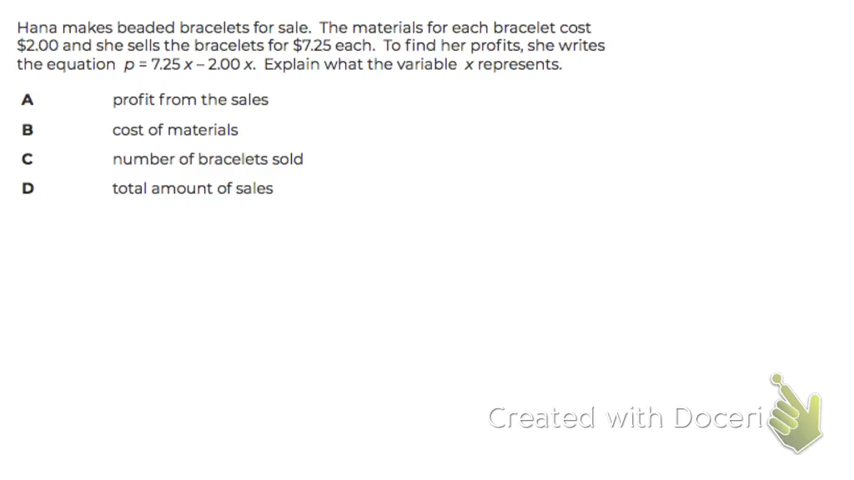 Hana makes beaded bracelets for sale. The materials for each bracelet cost
$2.00 and she sells the bracelets for $7.25 each. To find her profits, she writes
the equation p = 7.25 x – 2.00 x. Explain what the variable x represents.
A profit from the sales
B cost of materials
C number of bracelets sold
D total amount of sales
Created with Doceri